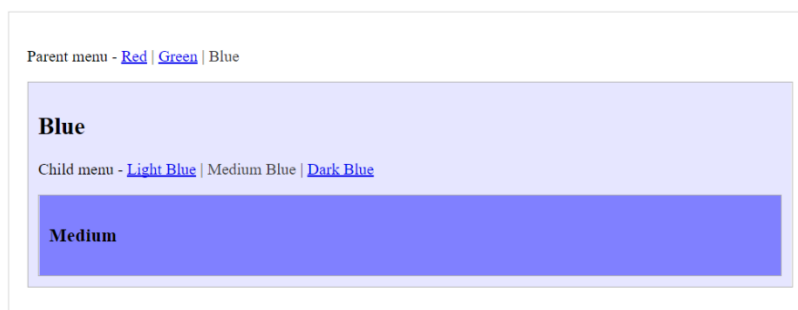 Parent menu - Red | Green | Blue
Blue
Child menu - Light Blue | Medium Blue | Dark Blue
Medium